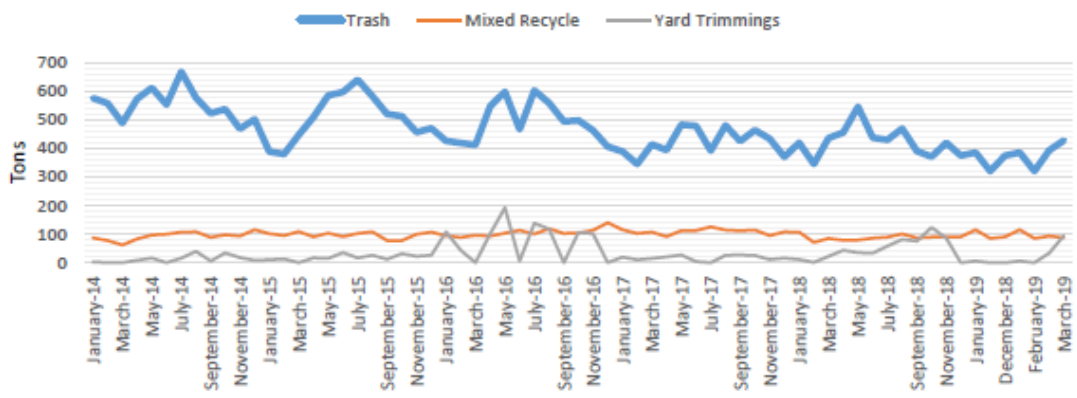 Trash Mixed Recycle Yard Trimmings
700
600
500
400
300
200
100
0
Tons
January-14
March-14
May-14
July-14
September-14
November-14
January-15
March-15
May-15
July-15
September-15
November-15
January-16
March-16
May-16
July-16
September-16
November-16
January-17
March-17
May-17
July-17
September-17
November-17
January-18
March-18
May-18
July-18
September-18
November-18
January-19
December-18
February-19
March-19